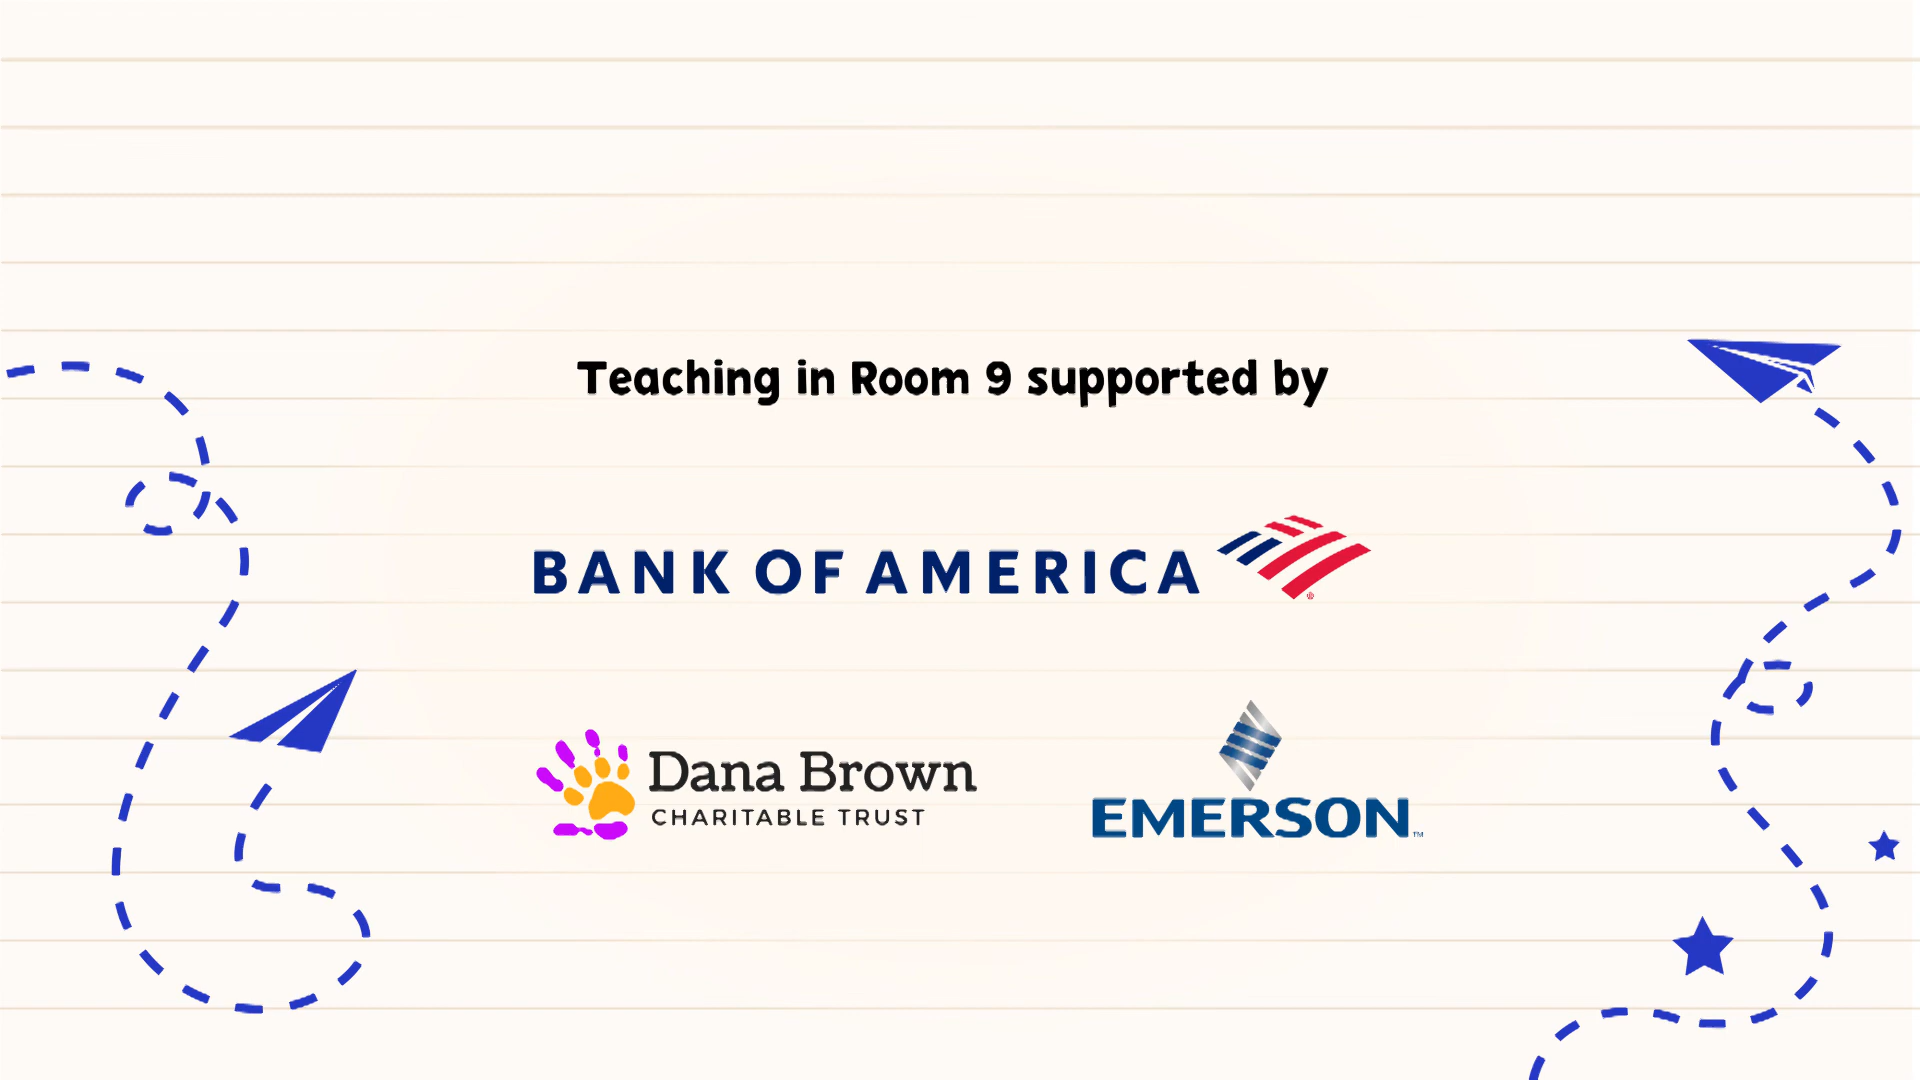 Teaching in Room 9 supported by
BANK OF AMERICA
Dana Brown
CHARITABLE TRUST
EMERSON